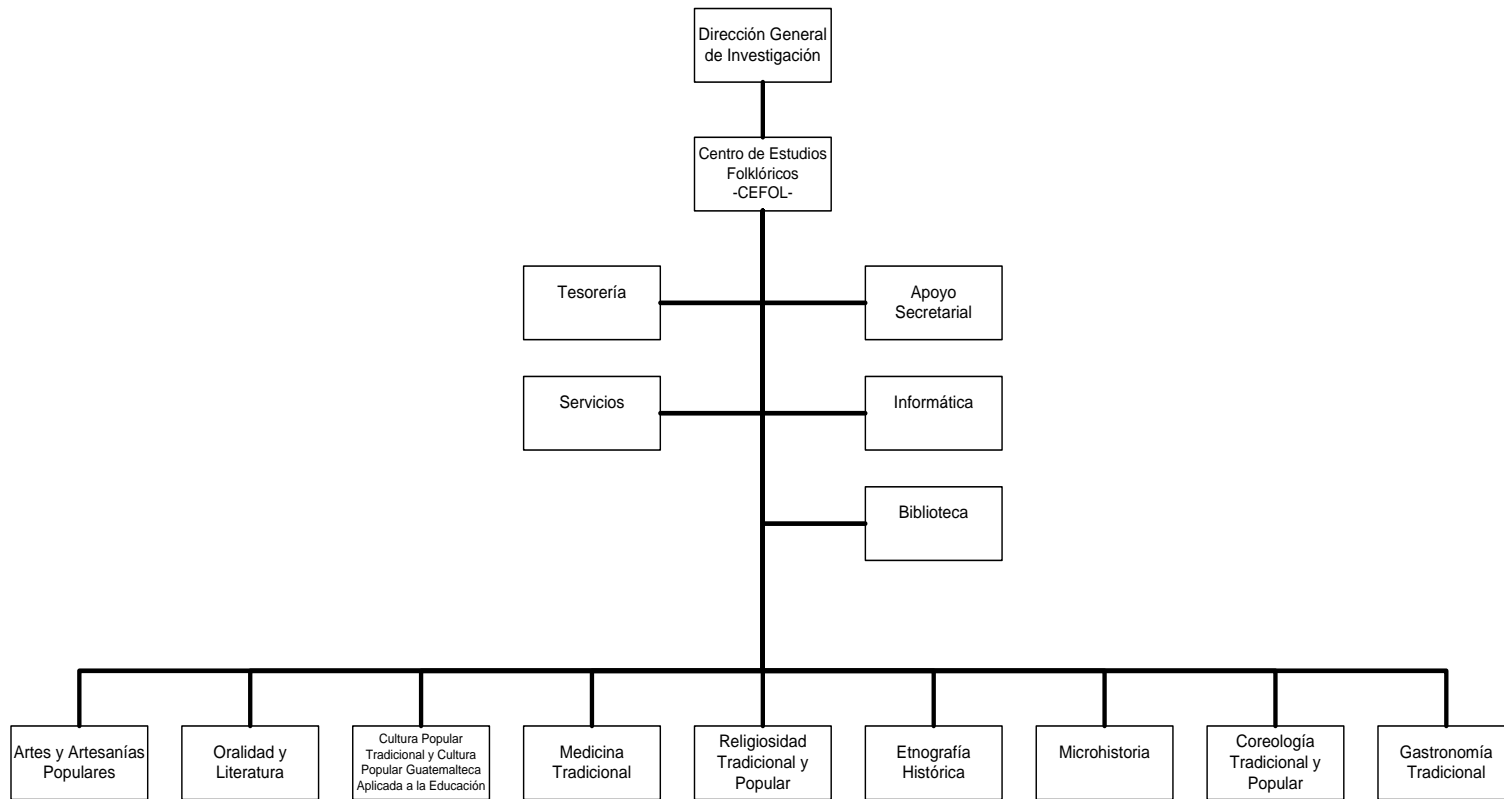 Dirección General
de Investigación
Centro de Estudios
Folklóricos
-CEFOL-
Tesorería
Apoyo
Secretarial
Servicios
Informática
Biblioteca
Artes y Artesanías
Populares
Oralidad y
Literatura
Cultura Popular
Tradicional y Cultura
Popular Guatemalteca
Aplicada a la Educación
Medicina
Tradicional
Religiosidad
Tradicional y
Popular
Etnografía
Histórica
Microhistoria
Coreología
Tradicional y
Popular
Gastronomía
Tradicional